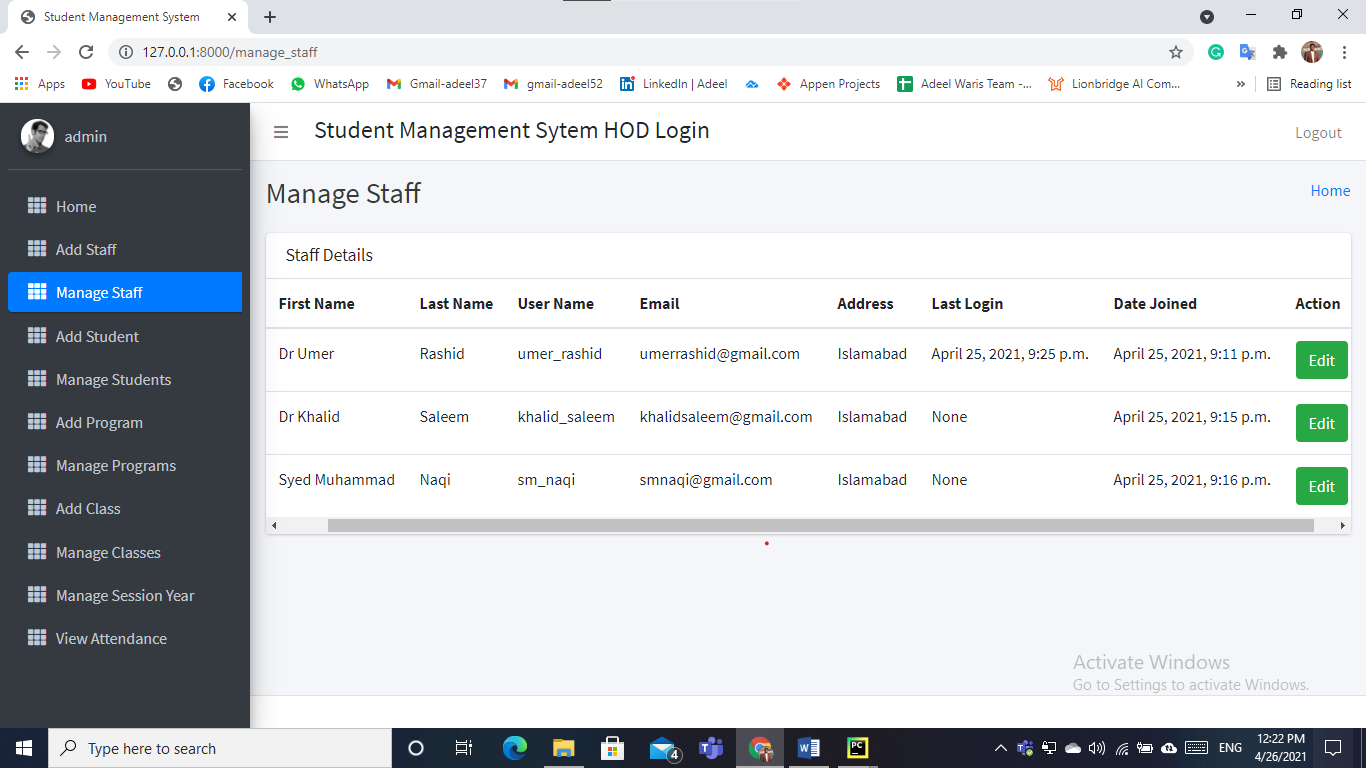 Student Management System
127.0.0.1:8000/manage_staff
Apps YouTube Facebook WhatsApp Gmail-adeel37 gmail-adeel52 LinkedIn | Adeel Appen Projects Adeel Waris Team -... Lionbridge AI Com... » Reading list
admin
Student Management Sytem HOD Login
Logout
Home
Add Staff
Manage Staff
Add Student
Manage Students
Add Program
Manage Programs
Add Class
Manage Classes
Manage Session Year
View Attendance
Manage Staff
Home
Staff Details
First Name Last Name User Name Email Address Last Login Date Joined Action
Dr Umer Rashid umer_rashid umerrashid@gmail.com Islamabad April 25, 2021, 9:25 p.m. April 25, 2021, 9:11 p.m. Edit
Dr Khalid Saleem khalid_saleem khalidsaleem@gmail.com Islamabad None April 25, 2021, 9:15 p.m. Edit
Syed Muhammad Naqi sm_naqi smnaqi@gmail.com Islamabad None April 25, 2021, 9:16 p.m. Edit
Activate Windows
Go to Settings to activate Windows.
Type here to search
4
W
PC
ENG
12:22 PM
4/26/2021